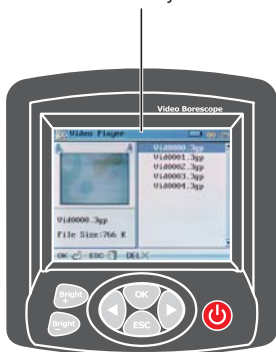 Video Borescope
Video Player
Vid0000.3gp
Vid0001.3gp
Vid0002.3gp
Vid0003.3gp
Vid0004.3gp
Vid0000.3gp
File Size:766 K
OK
ESC
DEL
Bright
+
OK
Bright
−
ESC